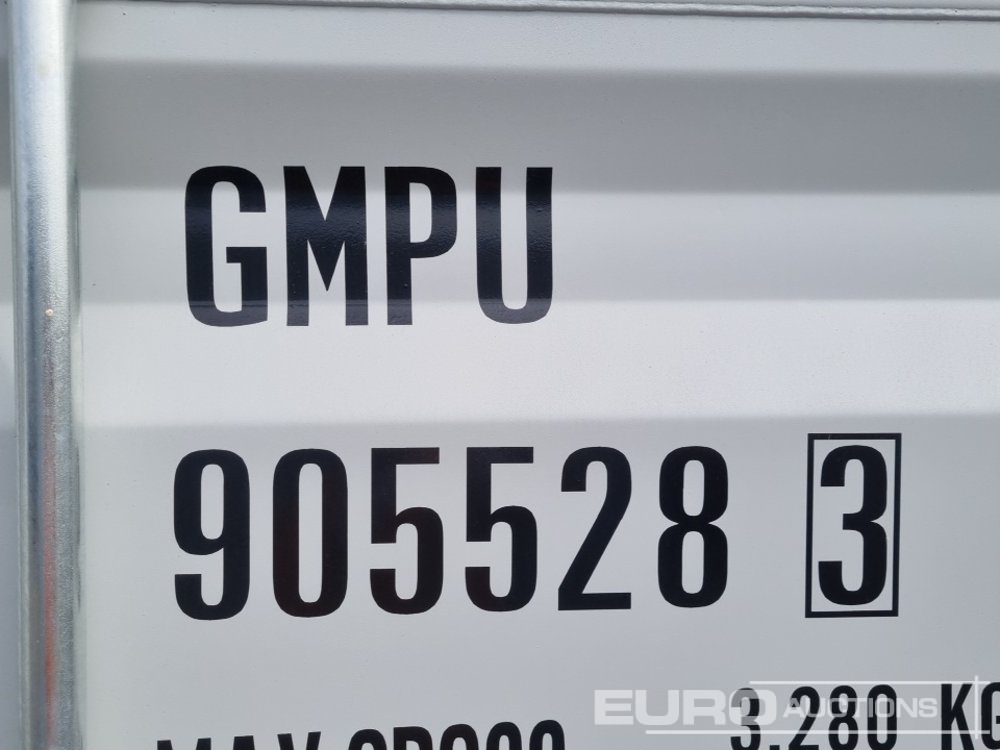 GMPU
905528 3
3.280 KG
EURO AUCTIONS